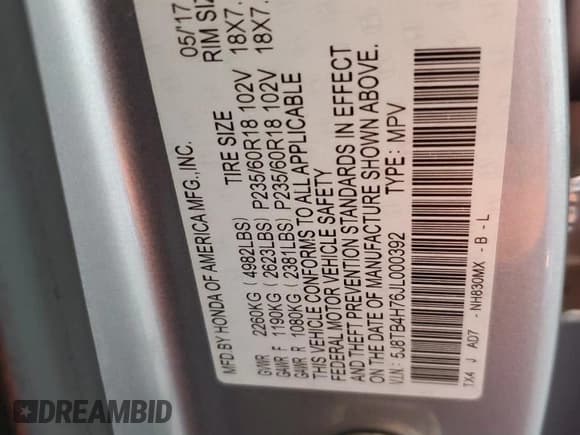 MFD.BY HONDA OF AMERICA MFG.,INC. 05/'17
TIRE SIZE RIM SIZ
GVWR 2260KG (4982LBS)
GAWR F 1190KG (2623LBS) P235/60R18 102V 18X7.
GAWR R 1080KG (2381LBS) P235/60R18 102V 18X7.
THIS VEHICLE CONFORMS TO ALL APPLICABLE
FEDERAL MOTOR VEHICLE SAFETY
AND THEFT PREVENTION STANDARDS IN EFFECT
ON THE DATE OF MANUFACTURE SHOWN ABOVE.
V.I.N: 5J8TB4H76JL000392 TYPE: MPV
TX4 J AD7 - NH830MX - B - L
DREAMBID